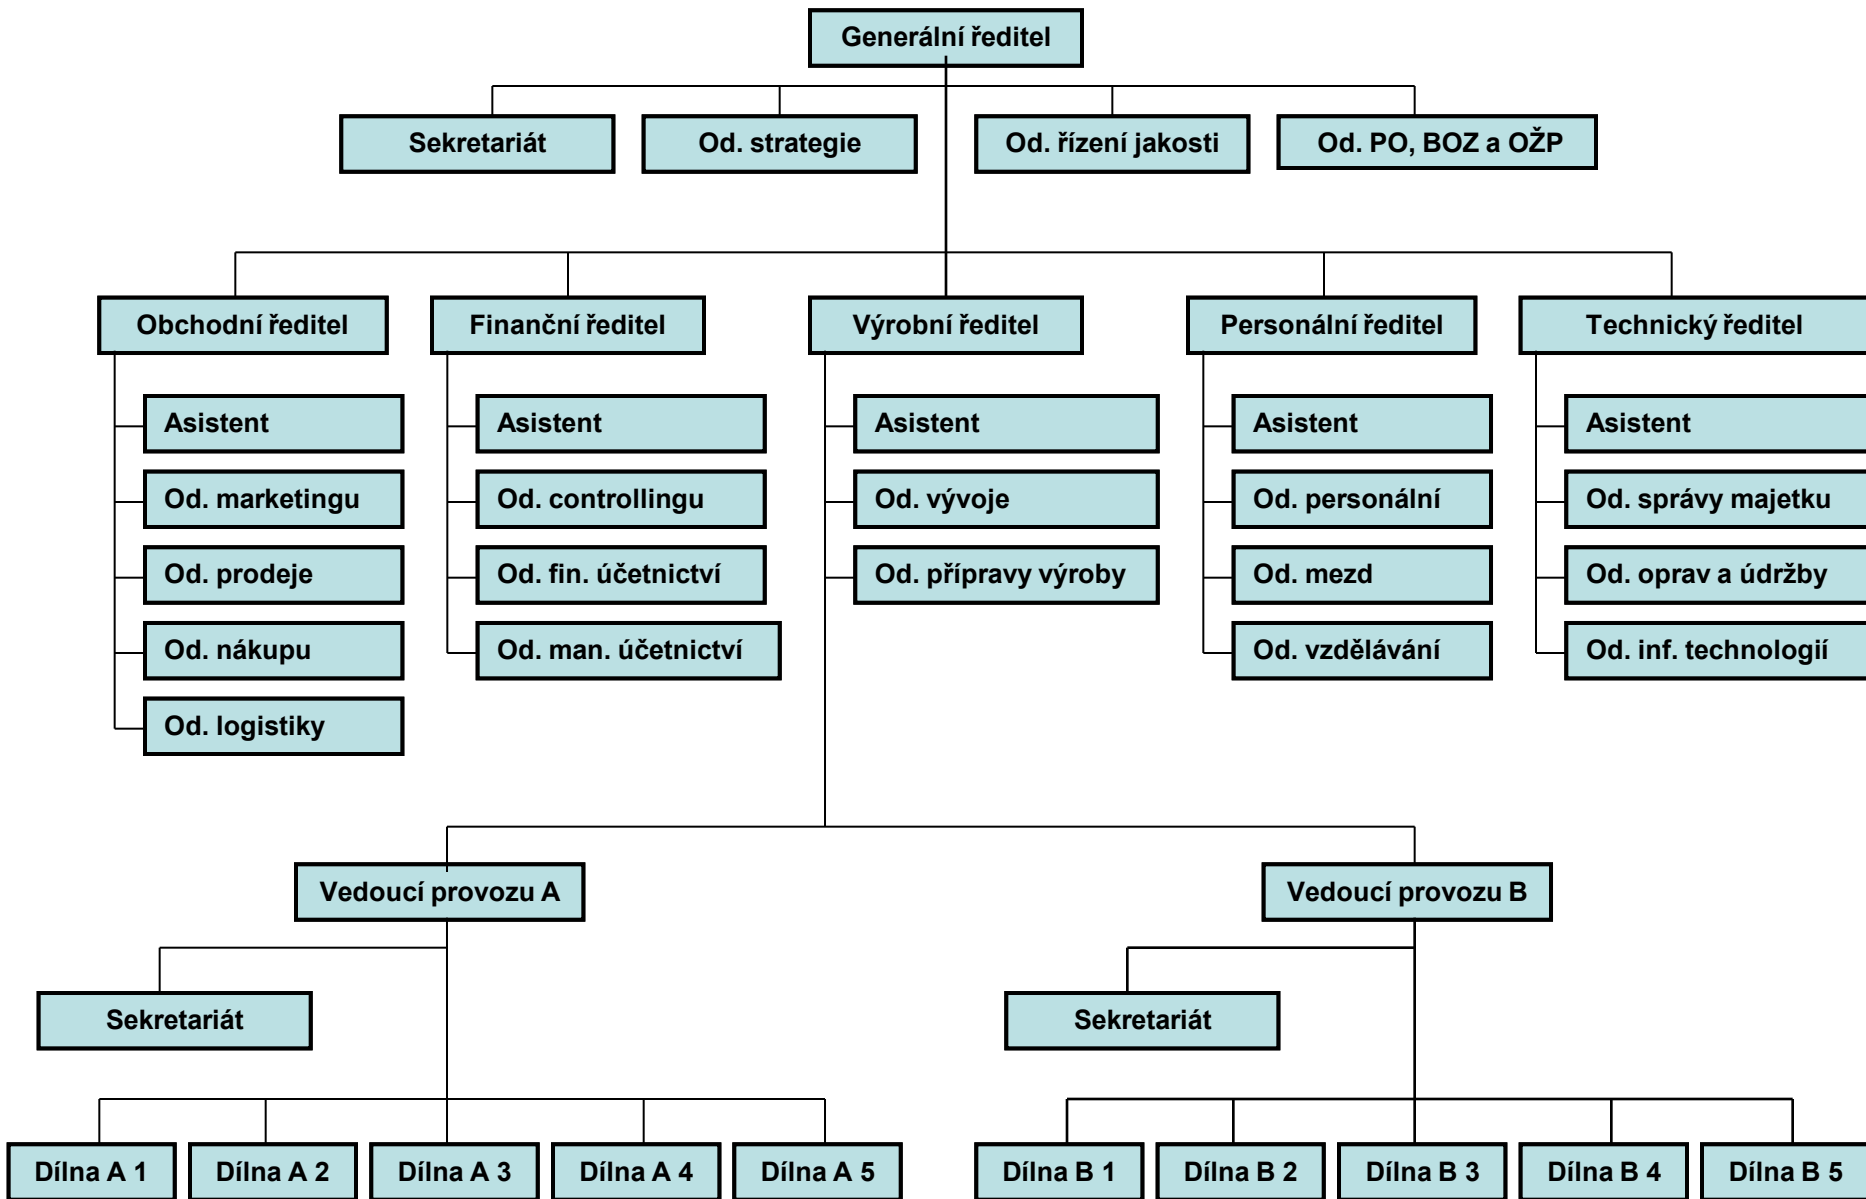 Generální ředitel
Sekretariát
Od. strategie
Od. řízení jakosti
Od. PO, BOZ a OŽP
Obchodní ředitel
Finanční ředitel
Výrobní ředitel
Personální ředitel
Technický ředitel
Asistent
Asistent
Asistent
Asistent
Asistent
Od. marketingu
Od. controllingu
Od. vývoje
Od. personální
Od. správy majetku
Od. prodeje
Od. fin. účetnictví
Od. přípravy výroby
Od. mezd
Od. oprav a údržby
Od. nákupu
Od. man. účetnictví
Od. vzdělávání
Od. inf. technologií
Od. logistiky
Vedoucí provozu A
Vedoucí provozu B
Sekretariát
Sekretariát
Dílna A 1
Dílna A 2
Dílna A 3
Dílna A 4
Dílna A 5
Dílna B 1
Dílna B 2
Dílna B 3
Dílna B 4
Dílna B 5